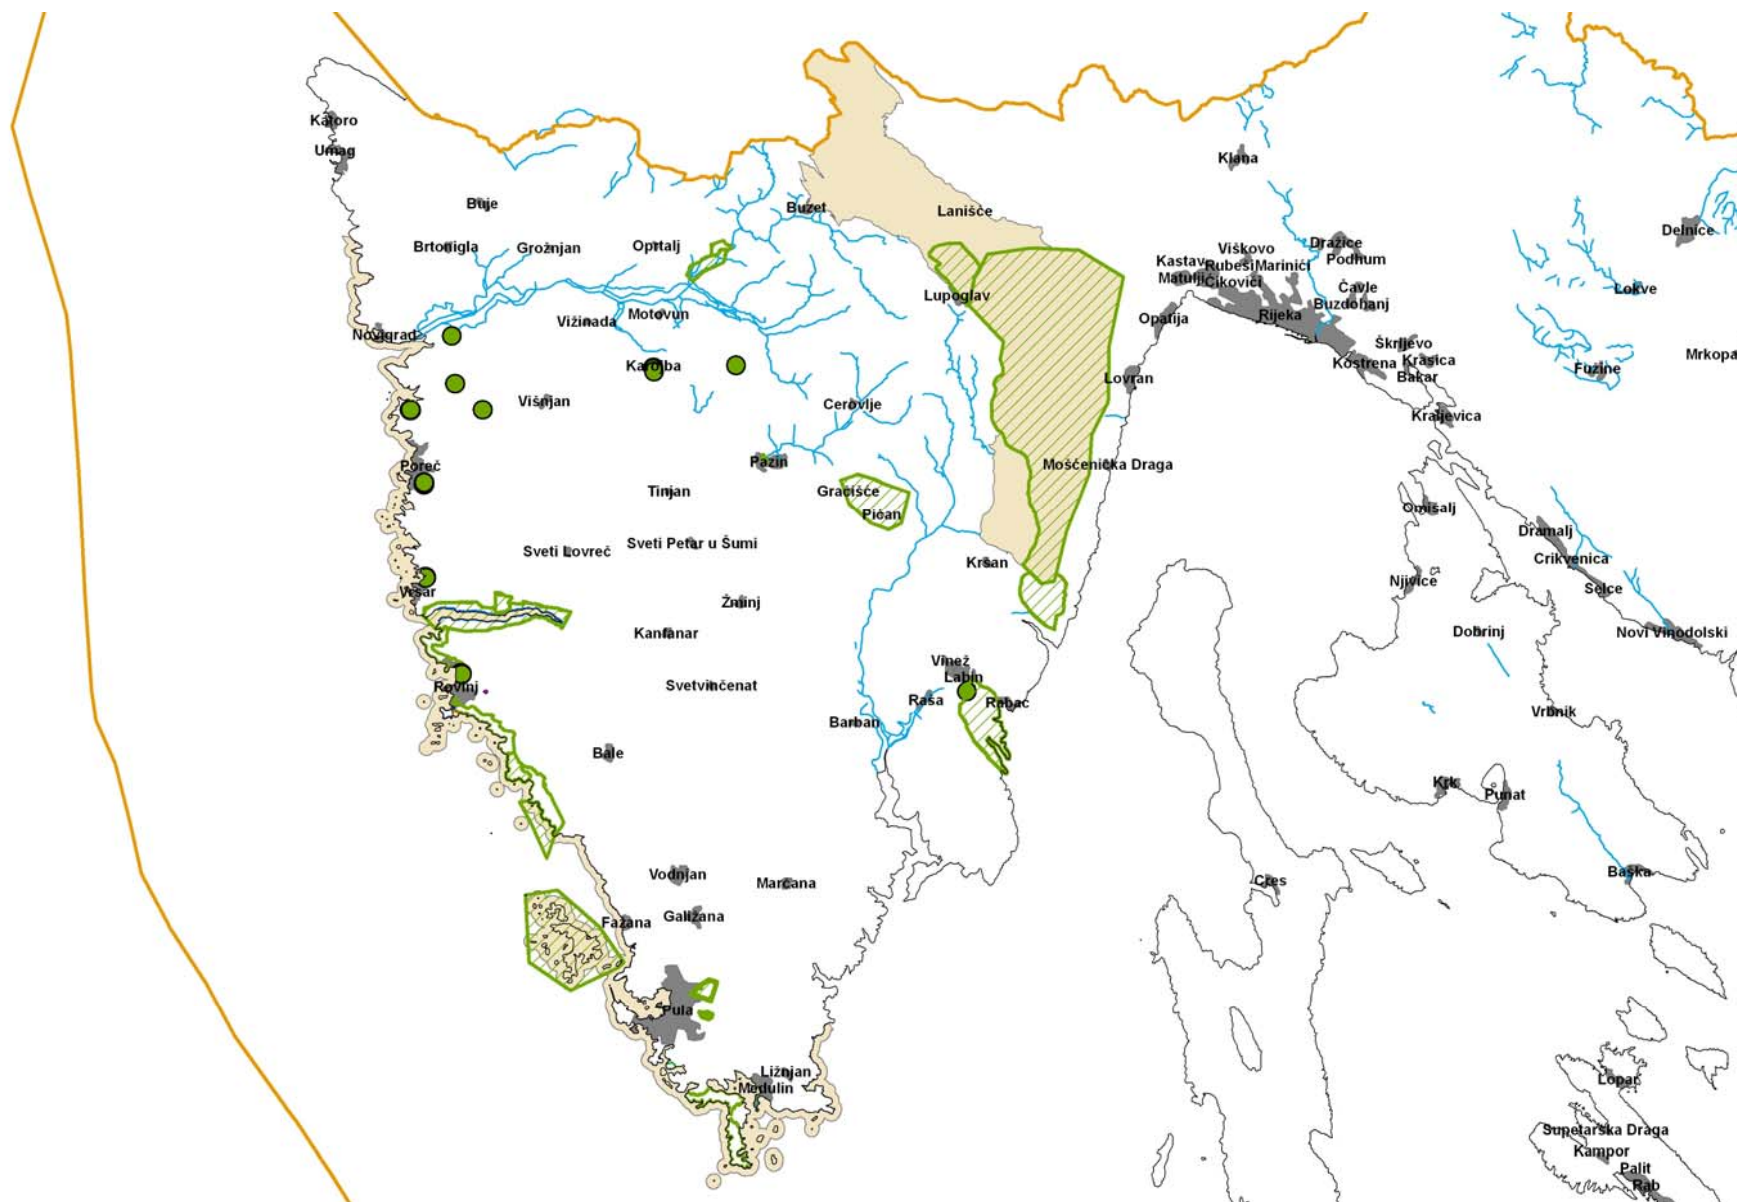 Katoro
Umag
Klana
Buje
Buzet
Lanišće
Delnice
Brtonigla
Grožnjan
Oprtalj
Viškovo
Dražice
Podhum
Kastav
Rubeši
Marinići
Matulji
Čikovići
Čavle
Buzdohanj
Lokve
Lupoglav
Novigrad
Vižinada
Motovun
Opatija
Rijeka
Škrljevo
Krasica
Kostrena
Bakar
Fužine
Mrkopa
Karojba
Lovran
Višnjan
Cerovlje
Kraljevica
Poreč
Pazin
Mošćenička Draga
Tinjan
Gračišće
Pićan
Omišalj
Dramalj
Sveti Lovreč
Sveti Petar u Šumi
Kršan
Crikvenica
Njivice
Selce
Vrsar
Žminj
Kanfanar
Dobrinj
Novi Vinodolski
Vinež
Labin
Rovinj
Svetvinčenat
Raša
Rabac
Barban
Vrbnik
Bale
Krk
Punat
Vodnjan
Marčana
Cres
Baška
Fažana
Galižana
Pula
Ližnjan
Medulin
Lopar
Supetarska Draga
Kampor
Palit
Rab